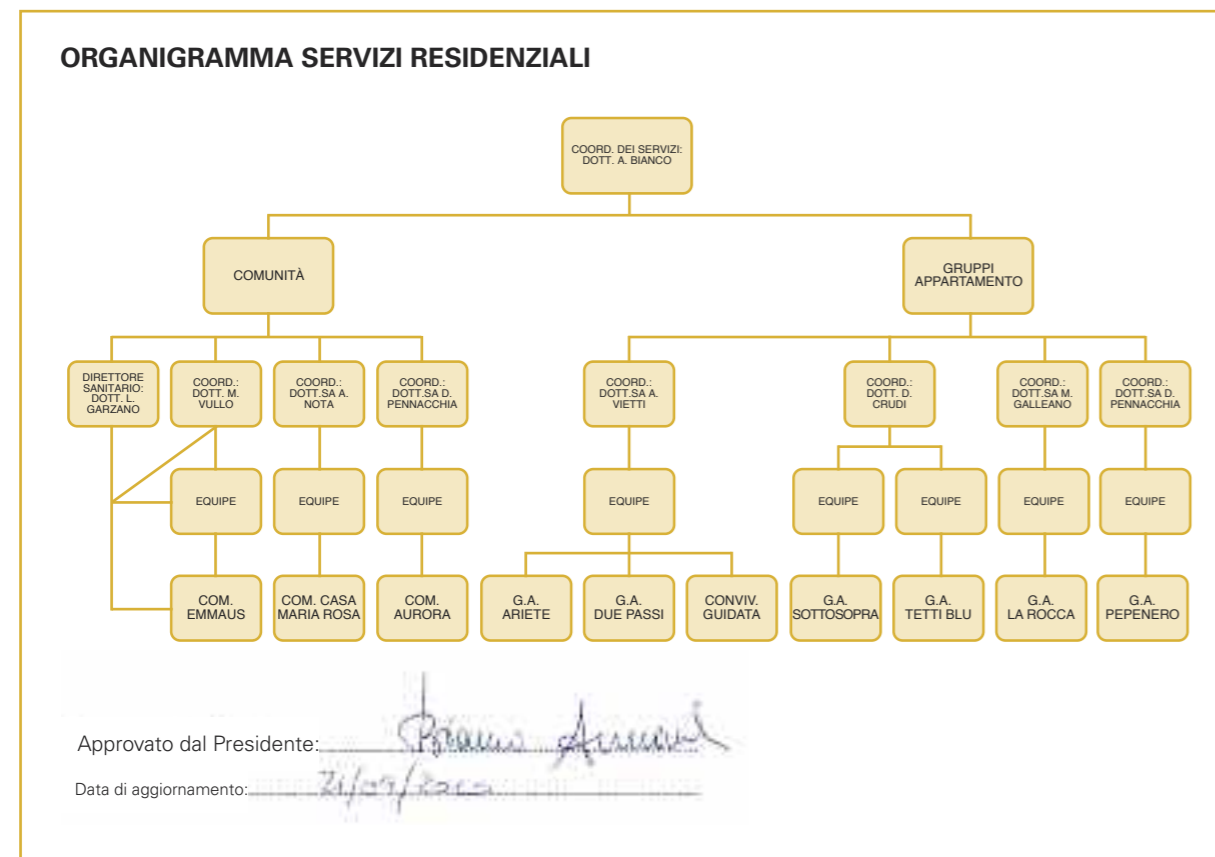 ORGANIGRAMMA SERVIZI RESIDENZIALI
COORD. DEI SERVIZI:
DOTT. A. BIANCO
COMUNITÀ
GRUPPI
APPARTAMENTO
DIRETTORE
SANITARIO:
DOTT. L.
GARZANO
COORD.:
DOTT. M.
VULLO
COORD.:
DOTT.SA A.
NOTA
COORD.:
DOTT.SA D.
PENNACCHIA
COORD.:
DOTT.SA A.
VIETTI
COORD.:
DOTT. D.
CRUDI
COORD.:
DOTT.SA M.
GALLEANO
COORD.:
DOTT.SA D.
PENNACCHIA
EQUIPE
EQUIPE
EQUIPE
EQUIPE
EQUIPE
EQUIPE
EQUIPE
EQUIPE
COM.
EMMAUS
COM. CASA
MARIA ROSA
COM.
AURORA
G.A.
ARIETE
G.A.
DUE PASSI
CONVIV.
GUIDATA
G.A.
SOTTOSOPRA
G.A.
TETTI BLU
G.A.
LA ROCCA
G.A.
PEPENERO
Approvato dal Presidente:
Data di aggiornamento: